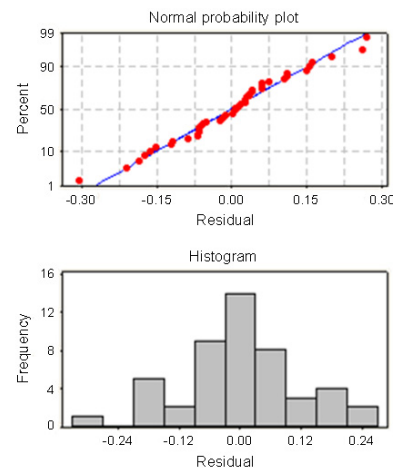 Normal probability plot
99
90
50
10
1
Percent
-0.30 -0.15 0.00 0.15 0.30
Residual
Histogram
16
12
8
4
0
Frequency
-0.24 -0.12 0.00 0.12 0.24
Residual